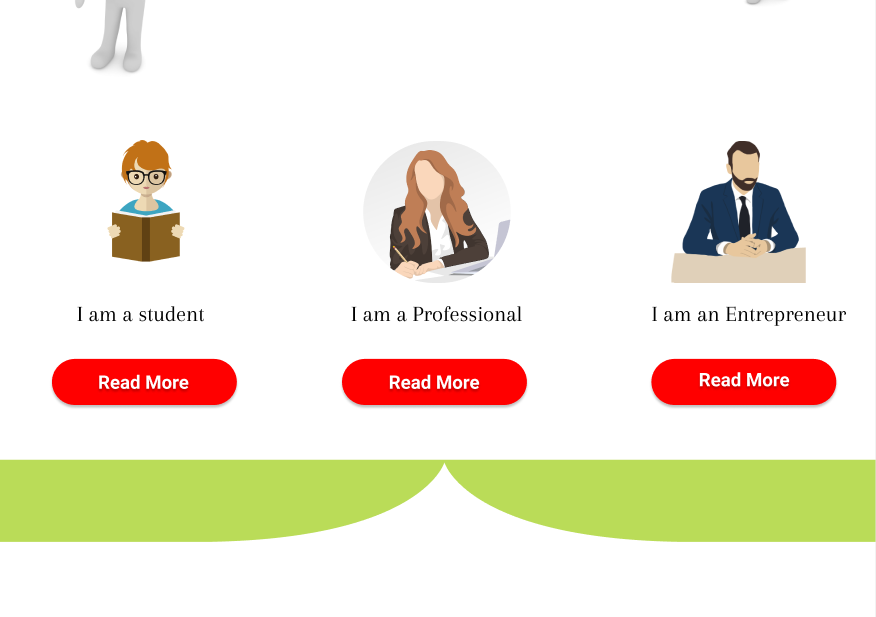 I am a student
I am a Professional
I am an Entrepreneur
Read More
Read More
Read More